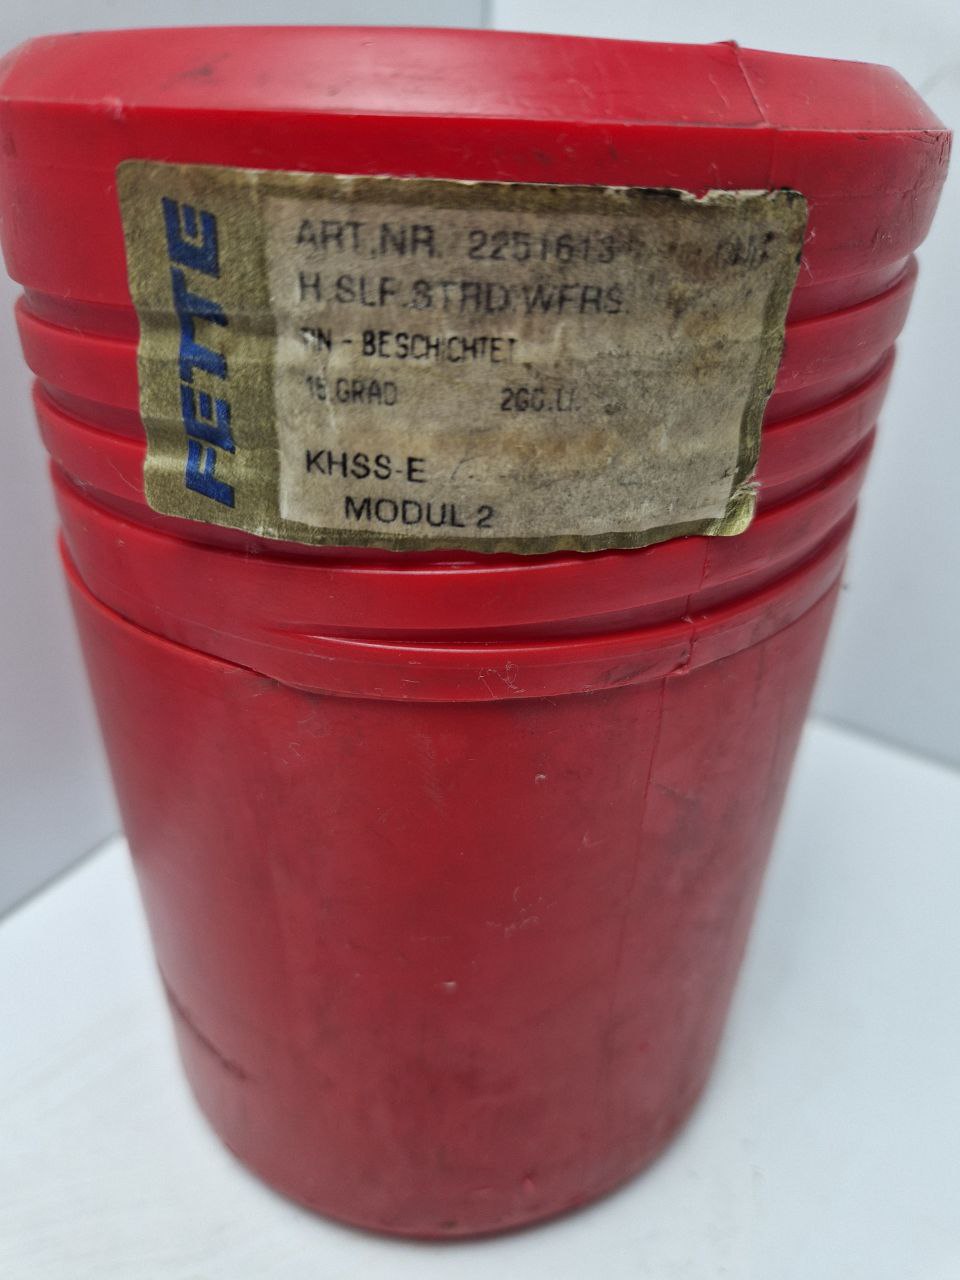 FETTE
ART.NR. 2251613
H.SLF.STRD.WFRS.
TIN - BESCHICHTET
15 GRAD
KHSS-E
MODUL 2